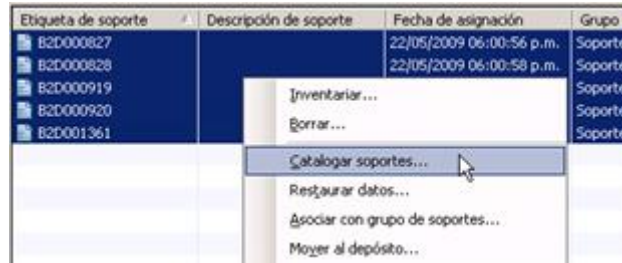 Etiqueta de soporte Descripción de soporte Fecha de asignación Grupo
B2D000827 22/05/2009 06:00:56 p.m. Soporte
B2D000828 22/05/2009 06:00:58 p.m. Soporte
B2D000919 Soporte
B2D000920 Soporte
B2D001361 Soporte
Inventariar...
Borrar...
Catalogar soportes...
Restaurar datos...
Asociar con grupo de soportes...
Mover al depósito...